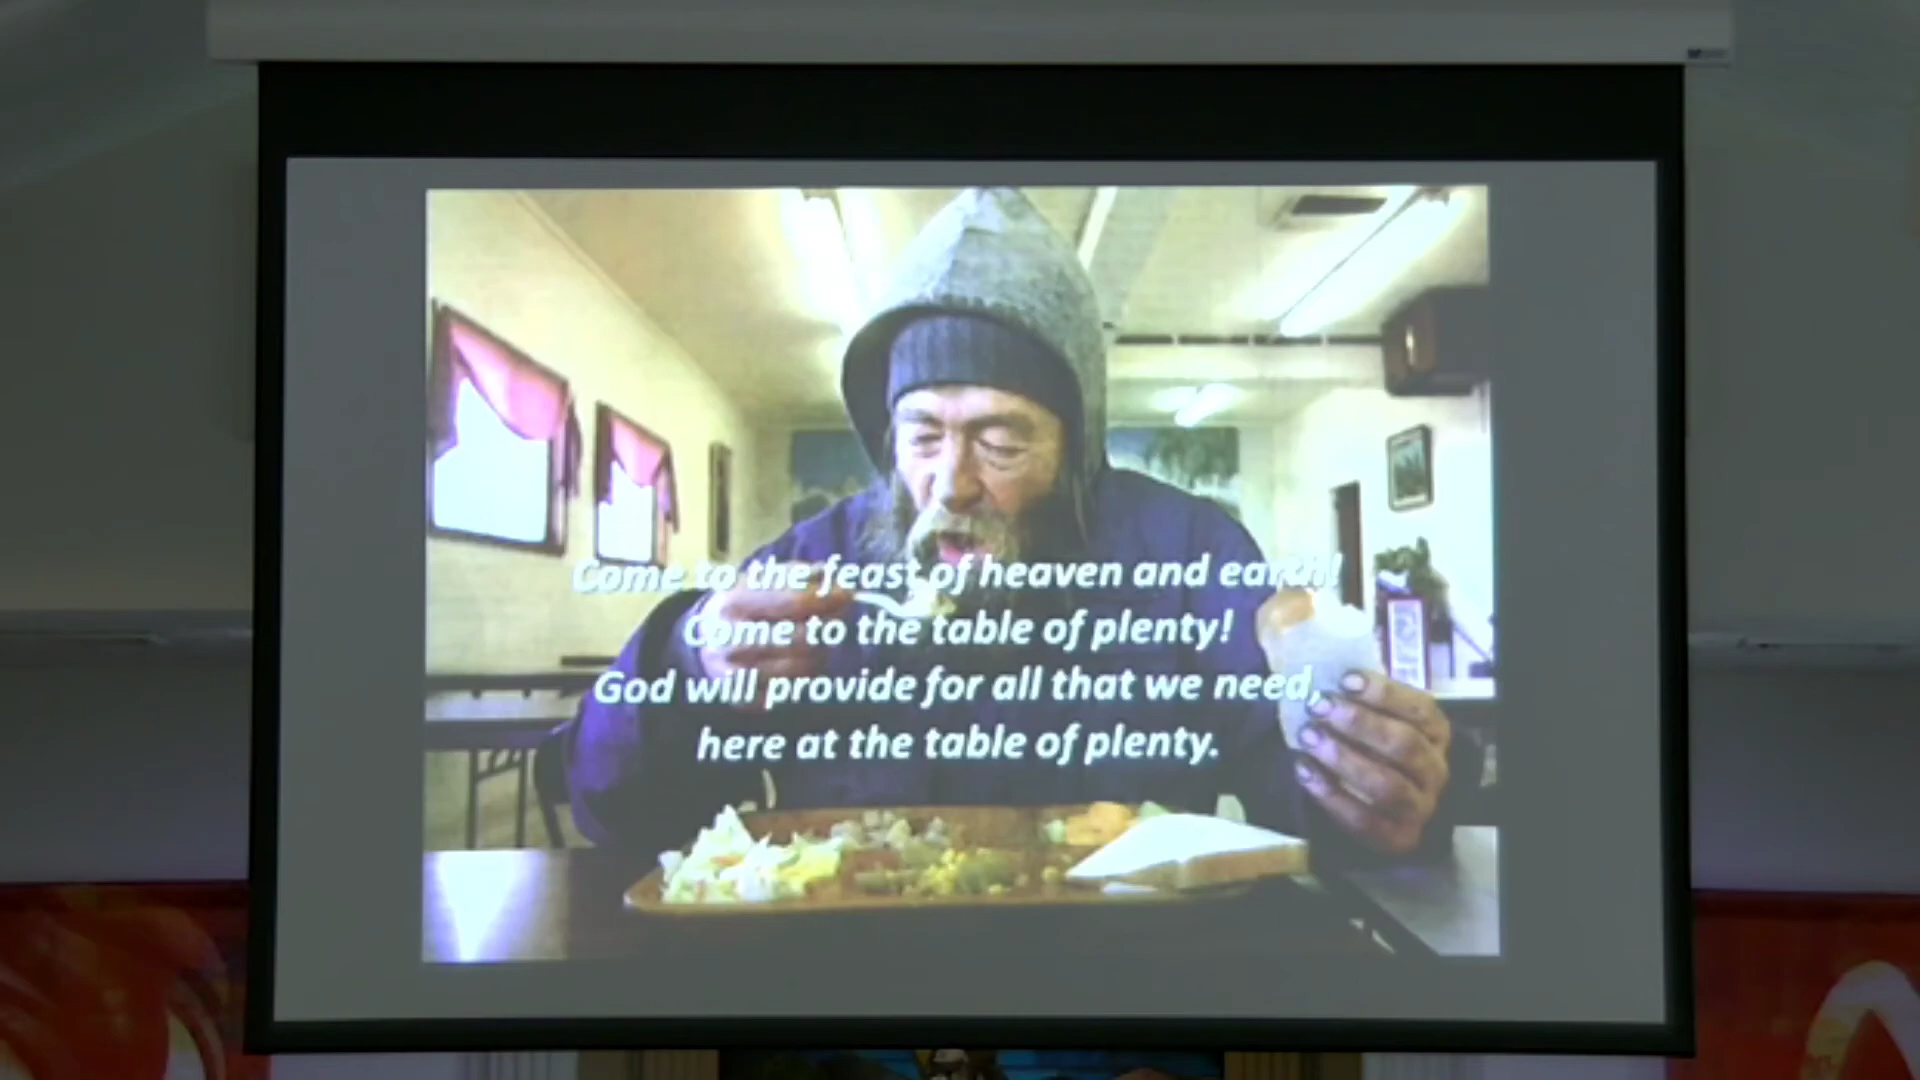 Come to the feast of heaven and earth!
Come to the table of plenty!
God will provide for all that we need,
here at the table of plenty.